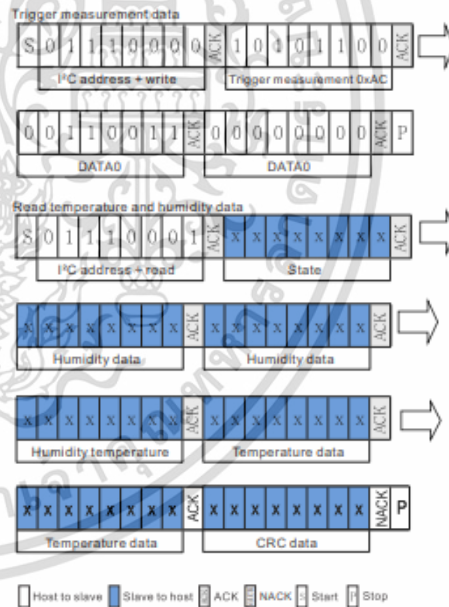 Trigger measurement data
S 0 1 1 1 0 0 0 0 ACK 1 0 1 0 1 1 0 0 ACK
I²C address + write Trigger measurement 0xAC
0 0 1 1 0 0 1 1 ACK 0 0 0 0 0 0 0 0 ACK P
DATA0 DATA0
Read temperature and humidity data
S 0 1 1 1 0 0 0 1 ACK x x x x x x x x ACK
I²C address + read State
x x x x x x x x ACK x x x x x x x x ACK
Humidity data Humidity data
x x x x x x x x ACK x x x x x x x x ACK
Humidity temperature Temperature data
x x x x x x x x ACK x x x x x x x x NACK P
Temperature data CRC data
Host to slave Slave to host ACK NACK S Start P Stop